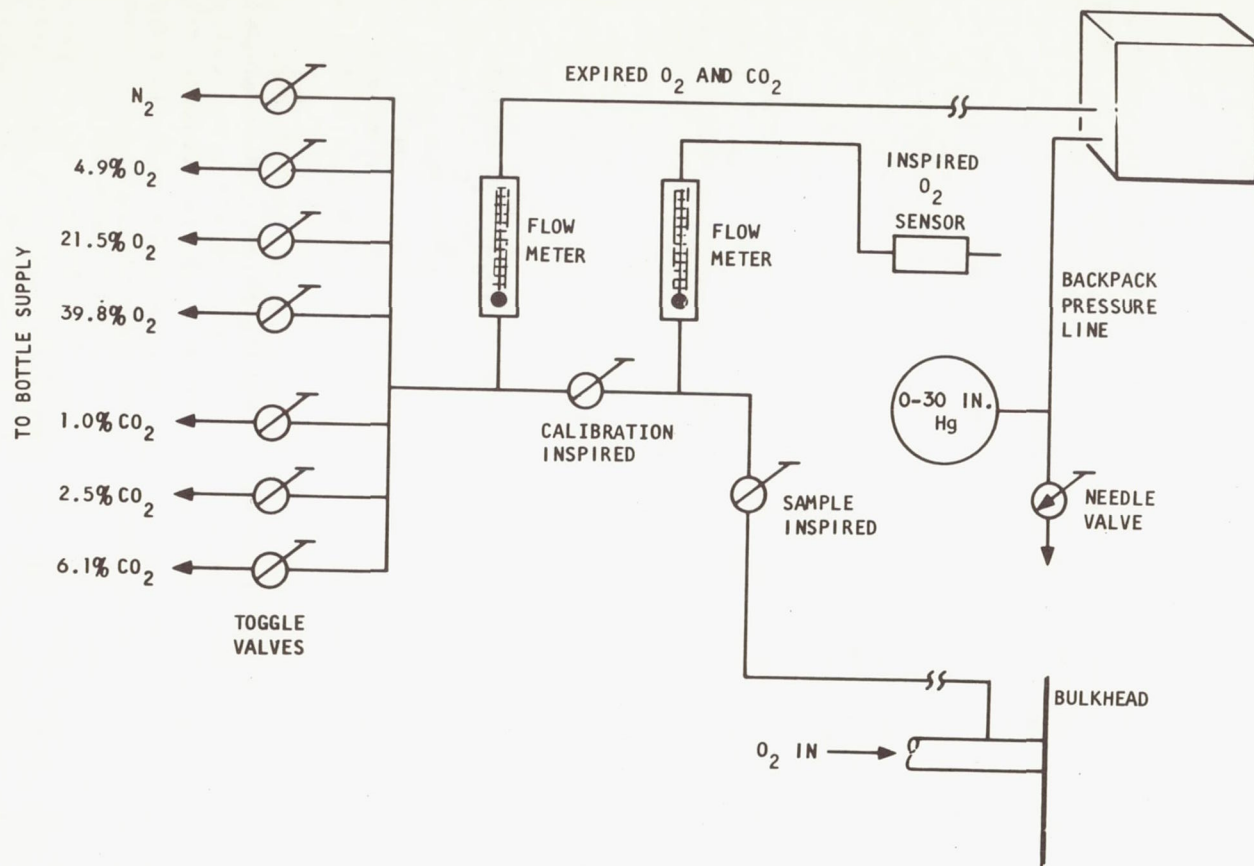 EXPIRED O2 AND CO2
N2
4.9% O2
21.5% O2
39.8% O2
1.0% CO2
2.5% CO2
6.1% CO2
TO BOTTLE SUPPLY
TOGGLE
VALVES
FLOW
METER
FLOW
METER
INSPIRED
O2
SENSOR
CALIBRATION
INSPIRED
SAMPLE
INSPIRED
BACKPACK
PRESSURE
LINE
0-30 IN.
Hg
NEEDLE
VALVE
BULKHEAD
O2 IN